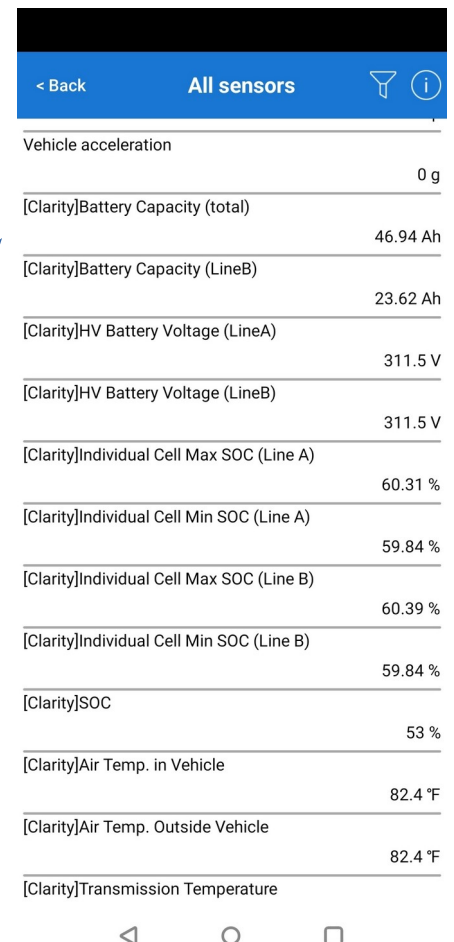 < Back
All sensors
Vehicle acceleration
0 g
[Clarity]Battery Capacity (total)
46.94 Ah
[Clarity]Battery Capacity (LineB)
23.62 Ah
[Clarity]HV Battery Voltage (LineA)
311.5 V
[Clarity]HV Battery Voltage (LineB)
311.5 V
[Clarity]Individual Cell Max SOC (Line A)
60.31 %
[Clarity]Individual Cell Min SOC (Line A)
59.84 %
[Clarity]Individual Cell Max SOC (Line B)
60.39 %
[Clarity]Individual Cell Min SOC (Line B)
59.84 %
[Clarity]SOC
53 %
[Clarity]Air Temp. in Vehicle
82.4 °F
[Clarity]Air Temp. Outside Vehicle
82.4 °F
[Clarity]Transmission Temperature